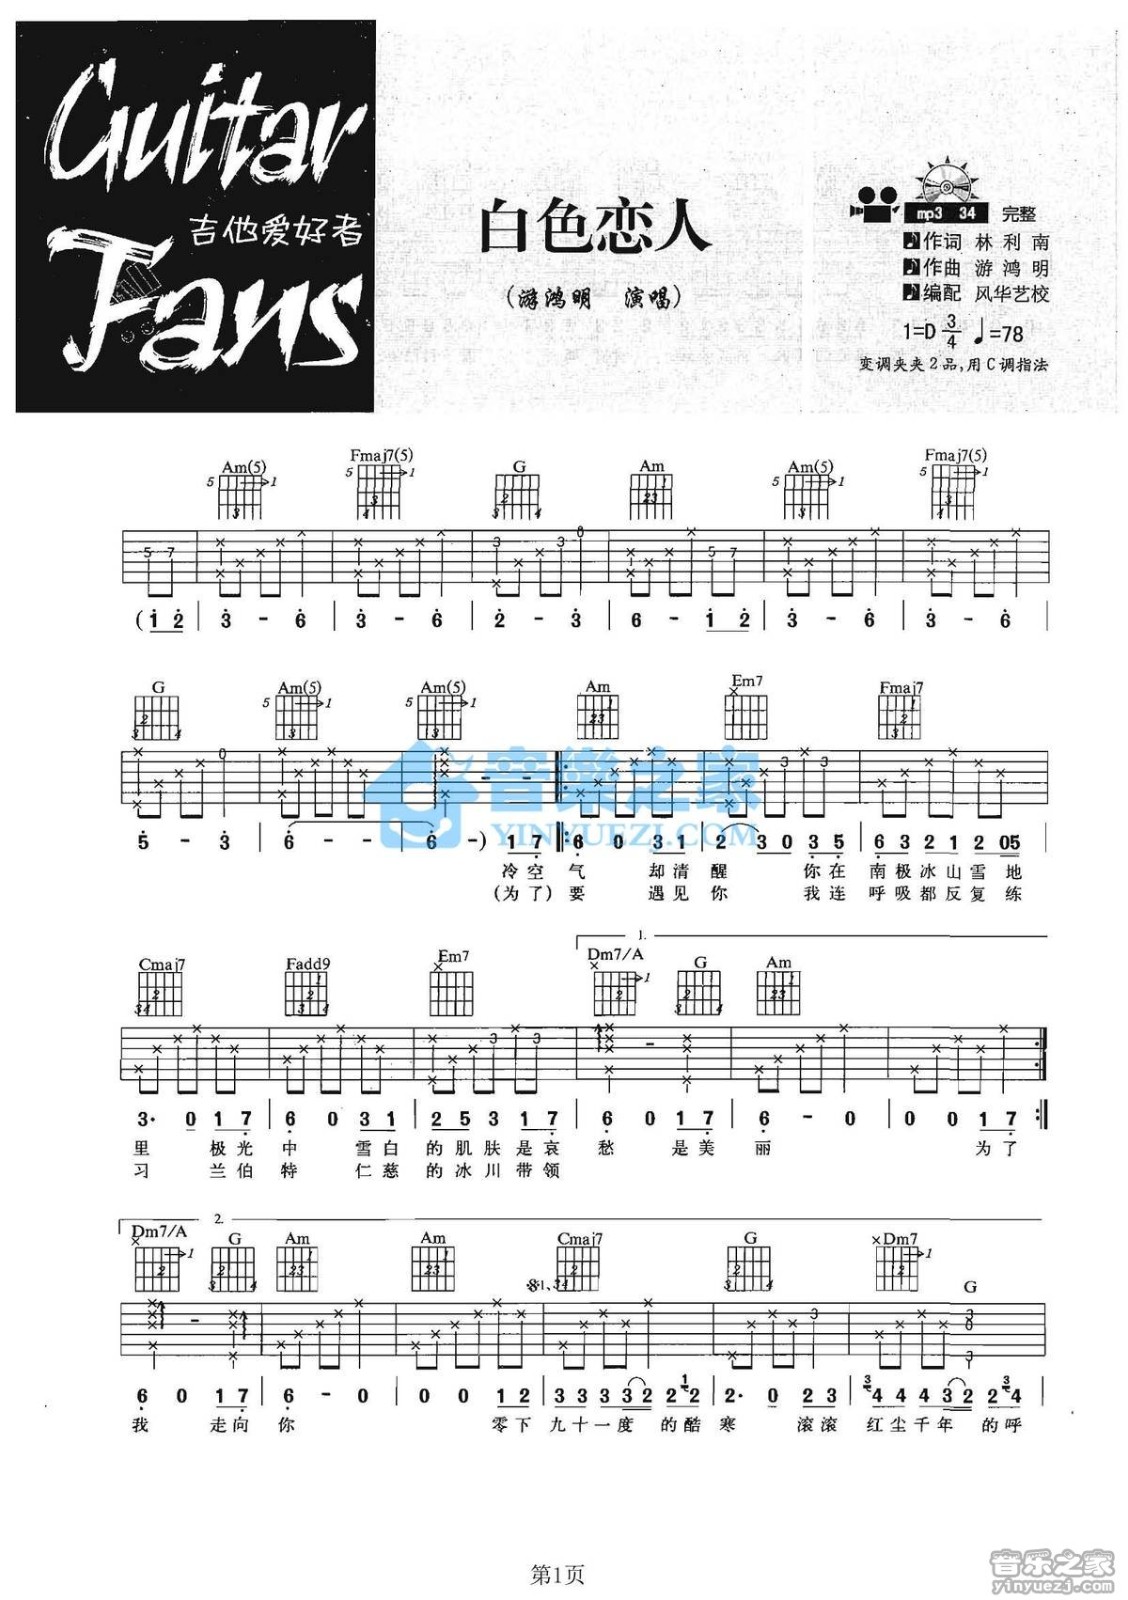 Guitar
吉他爱好者
Fans
白色恋人
(游鸿明 演唱)
mp3 34 完整
作词 林利南
作曲 游鸿明
编配 风华艺校
1=D 3/4 ♩=78
变调夹夹2品,用C调指法
Am(5) Fmaj7(5) G Am Am(5) Fmaj7(5)
(1 2 | 3 - 6 | 3 - 6 | 2 - 3 | 6 - 1 2 | 3 - 6 | 3 - 6 |
G Am(5) Am(5) Am Em7 Fmaj7
音樂之家
YINYUEZJ.COM
5 - 3 | 6 - - | 6 - -) 1 7 |: 6 0 3 1 | 2 3 0 3 5 | 6 3 2 1 2 05
冷空气 却清醒 你在 南极冰山雪地
(为了)要 遇见你 我连 呼吸都反复练
1.
Cmaj7 Fadd9 Em7 Dm7/A G Am
3· 0 1 7 | 6 0 3 1 | 2 5 3 1 7 | 6 0 1 7 | 6 - 0 | 0 0 1 7 :|
里 极光中 雪白的肌肤是哀愁 是美丽 为了
习 兰伯特 仁慈的冰川带领
2.
Dm7/A G Am Am Cmaj7 G Dm7 G
6 0 1 7 | 6 - 0 | 0 0 1 2 | 3 3 3 3 2 2 2 | 2· 0 2 3 | 4 4 4 3 2 2 4
我 走向你 零下九十一度的酷寒 滚滚红尘千年的呼
第1页
音乐之家
yinyuezj.com